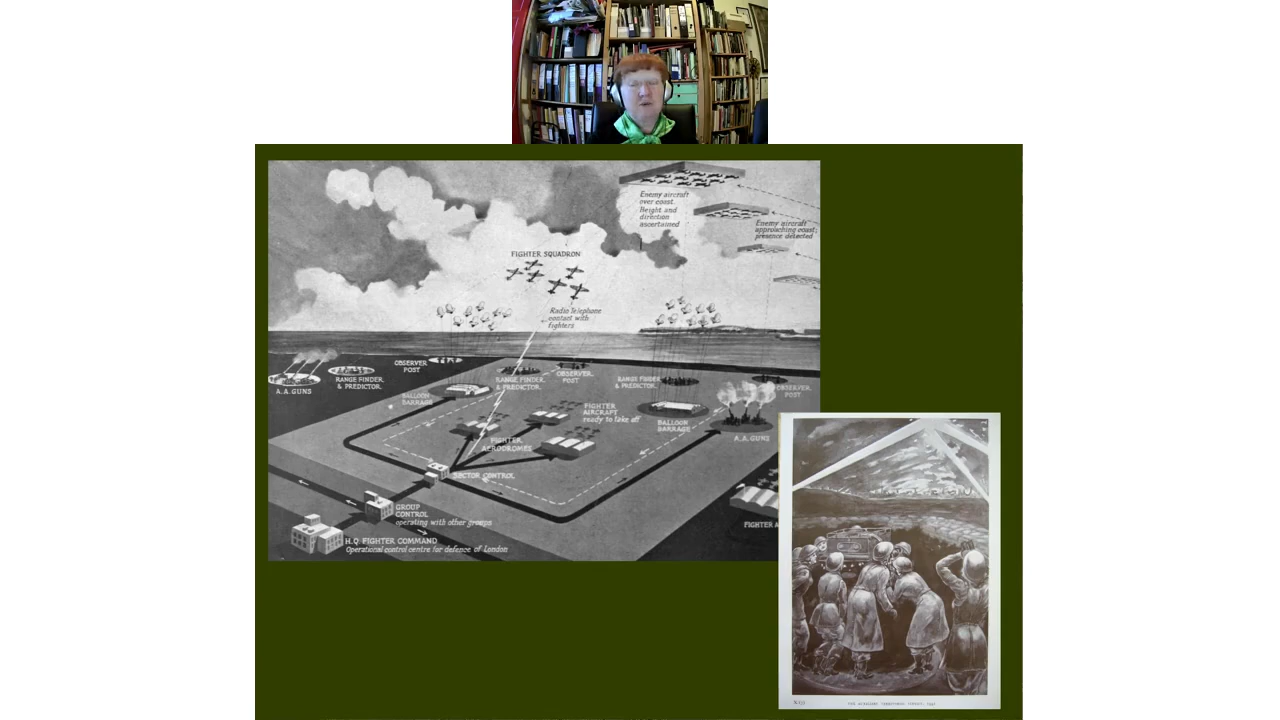 Enemy aircraft
over coast.
Height and
direction
ascertained
Enemy aircraft
approaching coast;
presence detected
FIGHTER SQUADRON
Radio Telephone
contact with
fighters
OBSERVER
POST
RANGE FINDER
& PREDICTOR.
A.A. GUNS
RANGE FINDER
& PREDICTOR.
OBSERVER
POST
RANGE FINDER
& PREDICTOR.
OBSERVER
POST
BALLOON
BARRAGE
FIGHTER
AIRCRAFT
ready to take off
BALLOON
BARRAGE
A.A. GUNS
FIGHTER
AERODROMES
SECTOR CONTROL
GROUP
CONTROL
operating with other groups
FIGHTER A
H.Q. FIGHTER COMMAND
Operational control centre for defence of London